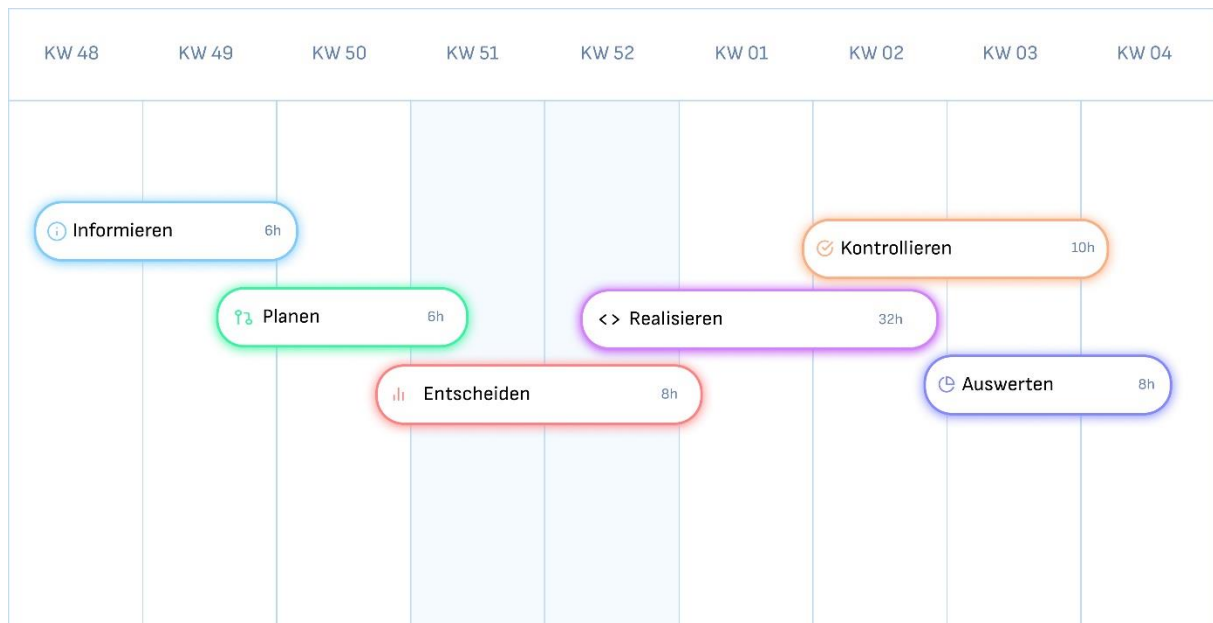 KW 48 KW 49 KW 50 KW 51 KW 52 KW 01 KW 02 KW 03 KW 04
Informieren 6h
Kontrollieren 10h
Planen 6h
<> Realisieren 32h
Entscheiden 8h
Auswerten 8h